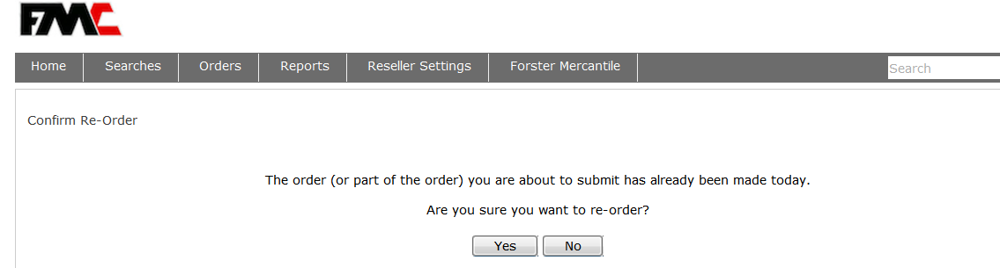 FMC
Home Searches Orders Reports Reseller Settings Forster Mercantile Search
Confirm Re-Order
The order (or part of the order) you are about to submit has already been made today.
Are you sure you want to re-order?
Yes No